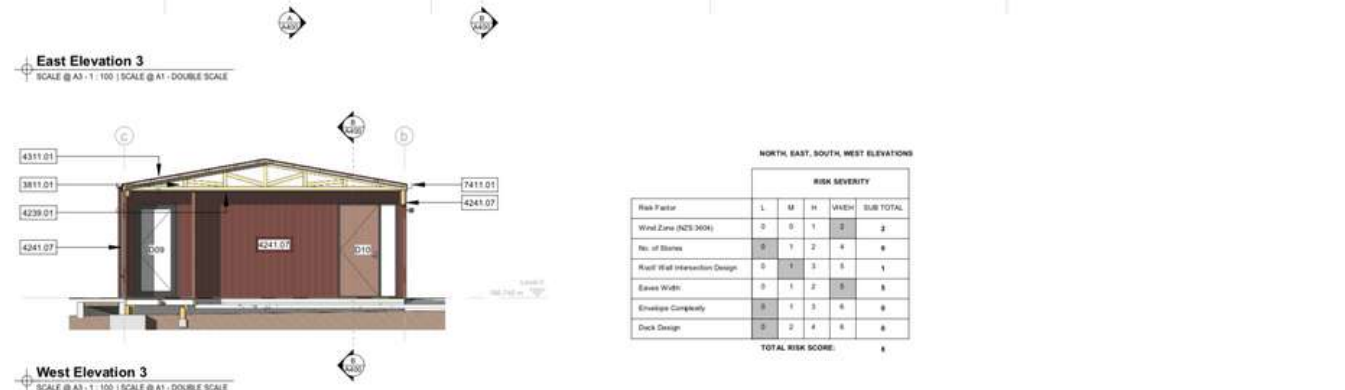 A
A400
B
A400
East Elevation 3
SCALE @ A3 - 1 : 100 | SCALE @ A1 - DOUBLE SCALE
B
A400
c
b
4311.01
3811.01
7411.01
4239.01
4241.07
4241.07
4241.07
D09
D10
Level 0
B
A400
West Elevation 3
SCALE @ A3 - 1 : 100 | SCALE @ A1 - DOUBLE SCALE
NORTH, EAST, SOUTH, WEST ELEVATIONS
RISK SEVERITY
Risk Factor L M H VH/EH SUB TOTAL
Wind Zone (NZS 3604) 0 0 1 2 2
No. of Stories 0 1 2 4 0
Roof/ Wall Intersection Design 0 1 3 5 1
Eaves Width 0 1 2 5 5
Envelope Complexity 0 1 3 6 0
Deck Design 0 2 4 6 0
TOTAL RISK SCORE: